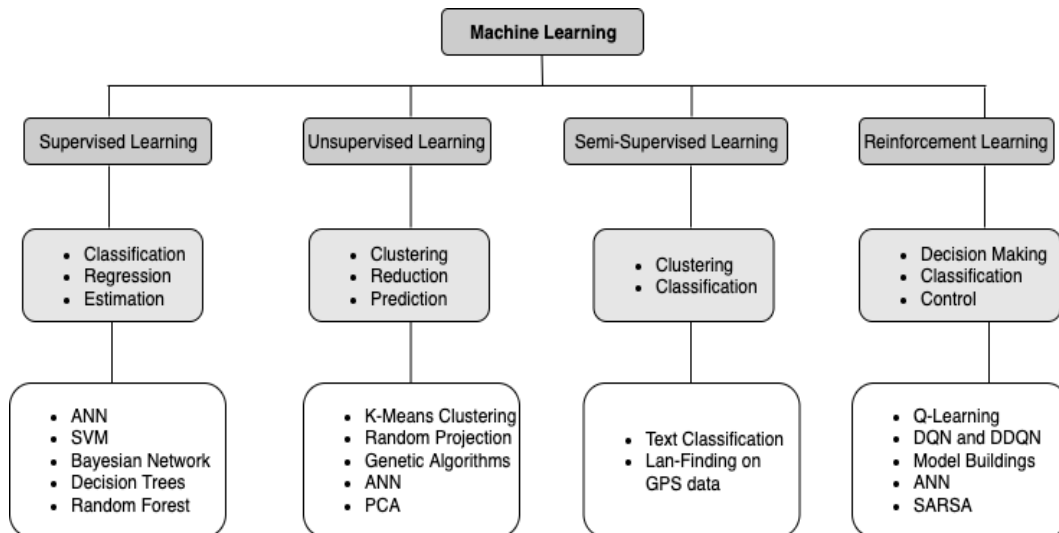 Machine Learning
Supervised Learning
Unsupervised Learning
Semi-Supervised Learning
Reinforcement Learning
• Classification
• Regression
• Estimation
• Clustering
• Reduction
• Prediction
• Clustering
• Classification
• Decision Making
• Classification
• Control
• ANN
• SVM
• Bayesian Network
• Decision Trees
• Random Forest
• K-Means Clustering
• Random Projection
• Genetic Algorithms
• ANN
• PCA
• Text Classification
• Lan-Finding on
GPS data
• Q-Learning
• DQN and DDQN
• Model Buildings
• ANN
• SARSA